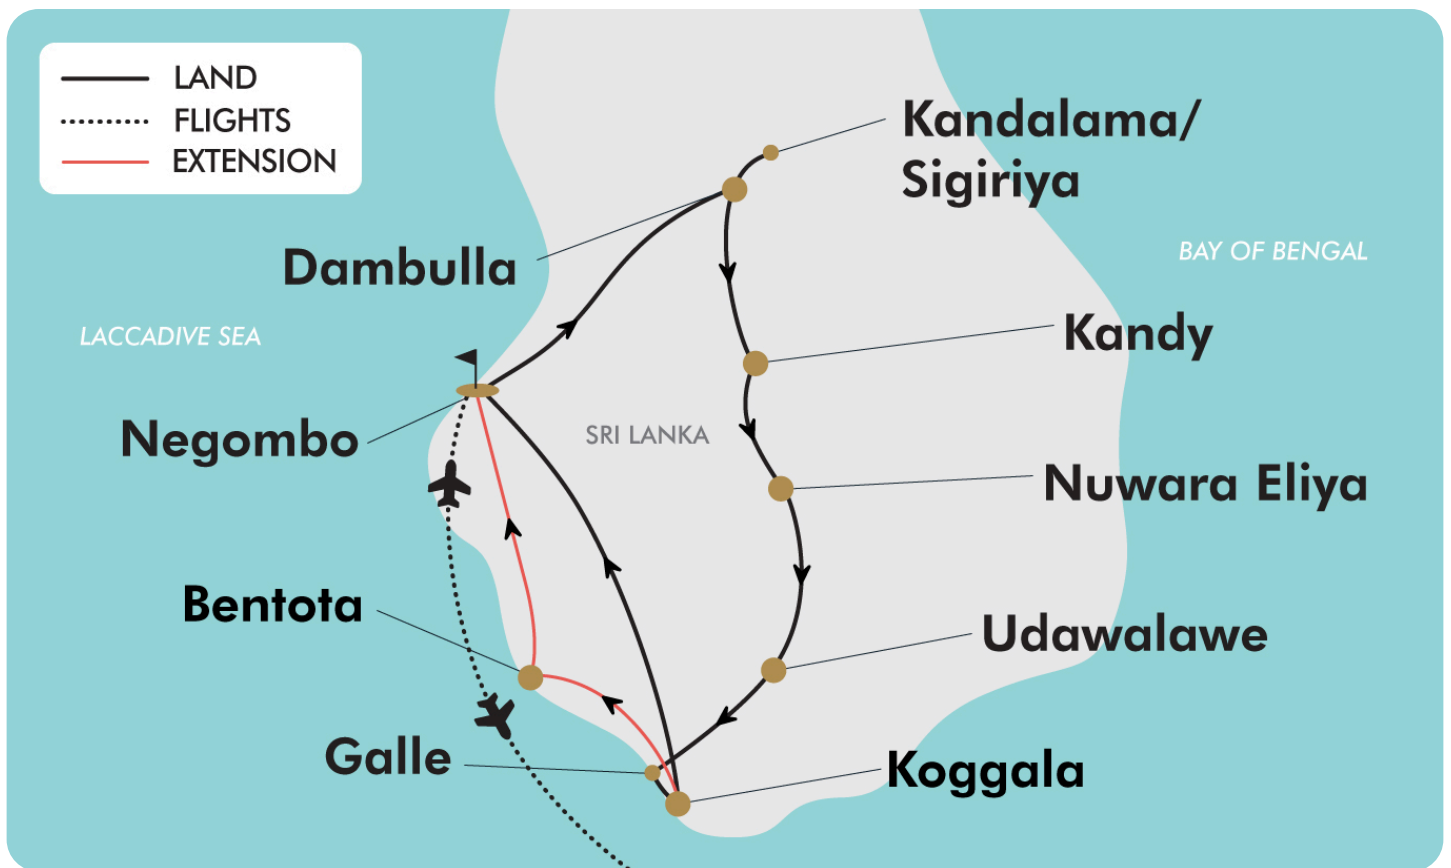 LAND
FLIGHTS
EXTENSION
Kandalama/
Sigiriya
BAY OF BENGAL
Dambulla
LACCADIVE SEA
Kandy
Negombo
SRI LANKA
Nuwara Eliya
Bentota
Udawalawe
Galle
Koggala